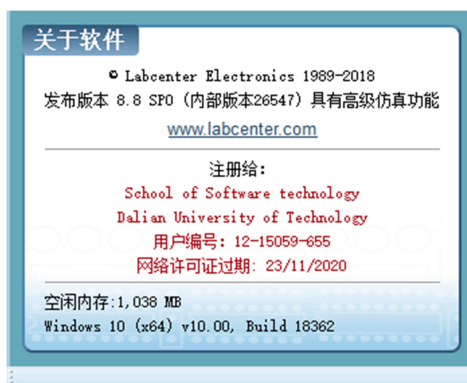 关于软件
© Labcenter Electronics 1989-2018
发布版本 8.8 SP0 (内部版本26547) 具有高级仿真功能
www.labcenter.com
注册给:
School of Software technology
Dalian University of Technology
用户编号: 12-15059-655
网络许可证过期: 23/11/2020
空闲内存:1,038 MB
Windows 10 (x64) v10.00, Build 18362